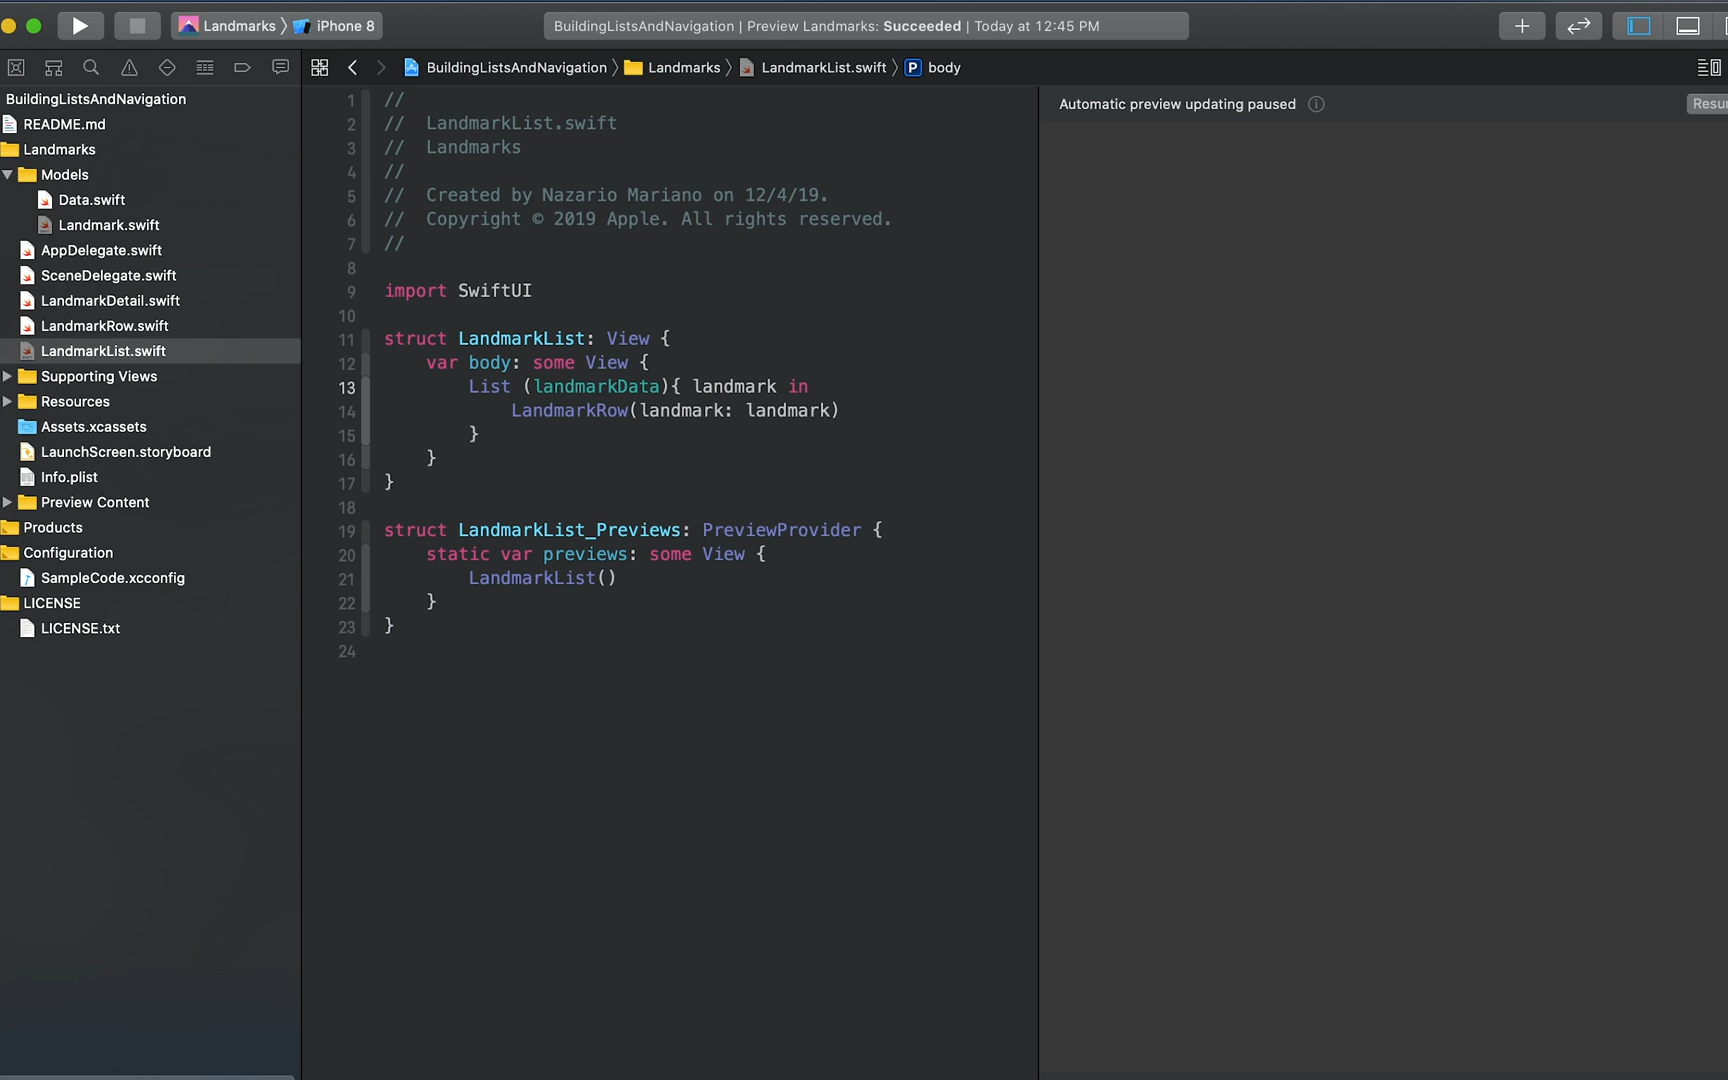 Landmarks 〉 iPhone 8
BuildingListsAndNavigation | Preview Landmarks: Succeeded | Today at 12:45 PM
BuildingListsAndNavigation 〉 Landmarks 〉 LandmarkList.swift 〉 P body
BuildingListsAndNavigation
README.md
Landmarks
Models
Data.swift
Landmark.swift
AppDelegate.swift
SceneDelegate.swift
LandmarkDetail.swift
LandmarkRow.swift
LandmarkList.swift
Supporting Views
Resources
Assets.xcassets
LaunchScreen.storyboard
Info.plist
Preview Content
Products
Configuration
SampleCode.xcconfig
LICENSE
LICENSE.txt
1 //
2 //  LandmarkList.swift
3 //  Landmarks
4 //
5 //  Created by Nazario Mariano on 12/4/19.
6 //  Copyright © 2019 Apple. All rights reserved.
7 //
8
9 import SwiftUI
10
11 struct LandmarkList: View {
12     var body: some View {
13         List (landmarkData){ landmark in
14             LandmarkRow(landmark: landmark)
15         }
16     }
17 }
18
19 struct LandmarkList_Previews: PreviewProvider {
20     static var previews: some View {
21         LandmarkList()
22     }
23 }
24
Automatic preview updating paused
Resu